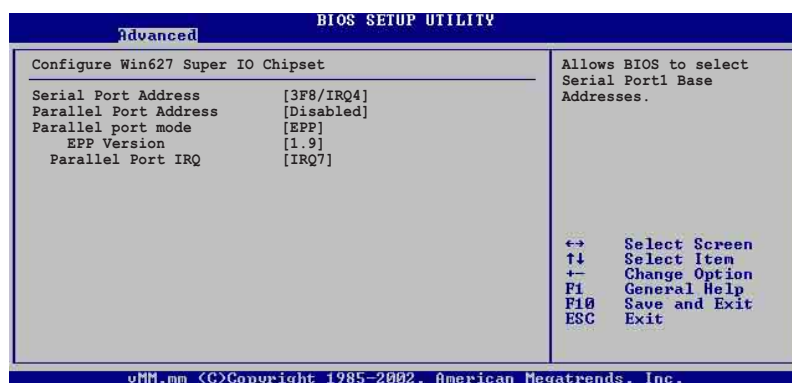 BIOS SETUP UTILITY
Advanced
Configure Win627 Super IO Chipset
Serial Port Address [3F8/IRQ4]
Parallel Port Address [Disabled]
Parallel port mode [EPP]
EPP Version [1.9]
Parallel Port IRQ [IRQ7]
Allows BIOS to select
Serial Port1 Base
Addresses.
↔ Select Screen
↑↓ Select Item
+- Change Option
F1 General Help
F10 Save and Exit
ESC Exit
vMM.mm (C)Copyright 1985-2002, American Megatrends, Inc.